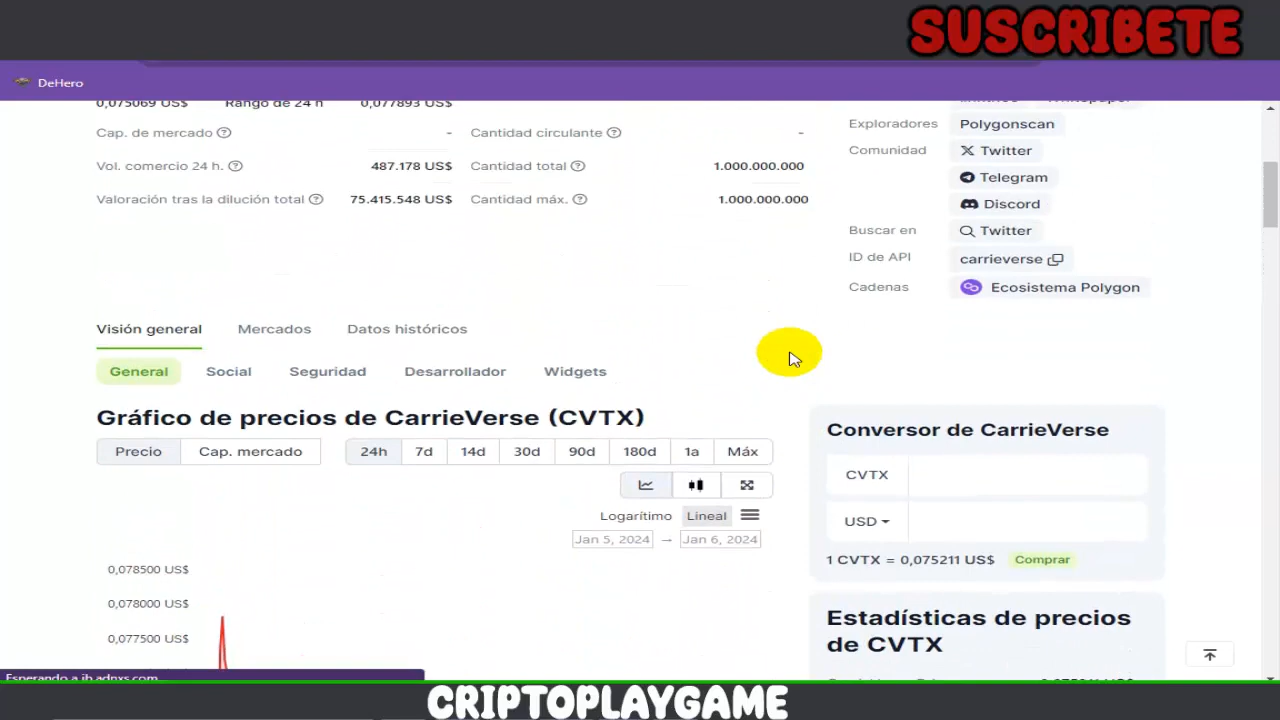 SUSCRIBETE
DeHero
0,075069 US$ Rango de 24 h 0,077893 US$
Cap. de mercado - Cantidad circulante -
Vol. comercio 24 h. 487.178 US$ Cantidad total 1.000.000.000
Valoración tras la dilución total 75.415.548 US$ Cantidad máx. 1.000.000.000
Exploradores Polygonscan
Comunidad Twitter
Telegram
Discord
Buscar en Twitter
ID de API carrieverse
Cadenas Ecosistema Polygon
Visión general Mercados Datos históricos
General Social Seguridad Desarrollador Widgets
Gráfico de precios de CarrieVerse (CVTX)
Precio Cap. mercado 24h 7d 14d 30d 90d 180d 1a Máx
Logarítimo Lineal
Jan 5, 2024 → Jan 6, 2024
0,078500 US$
0,078000 US$
0,077500 US$
Conversor de CarrieVerse
CVTX
USD
1 CVTX = 0,075211 US$ Comprar
Estadísticas de precios
de CVTX
Esperando a ib.adnxs.com
CRIPTOPLAYGAME